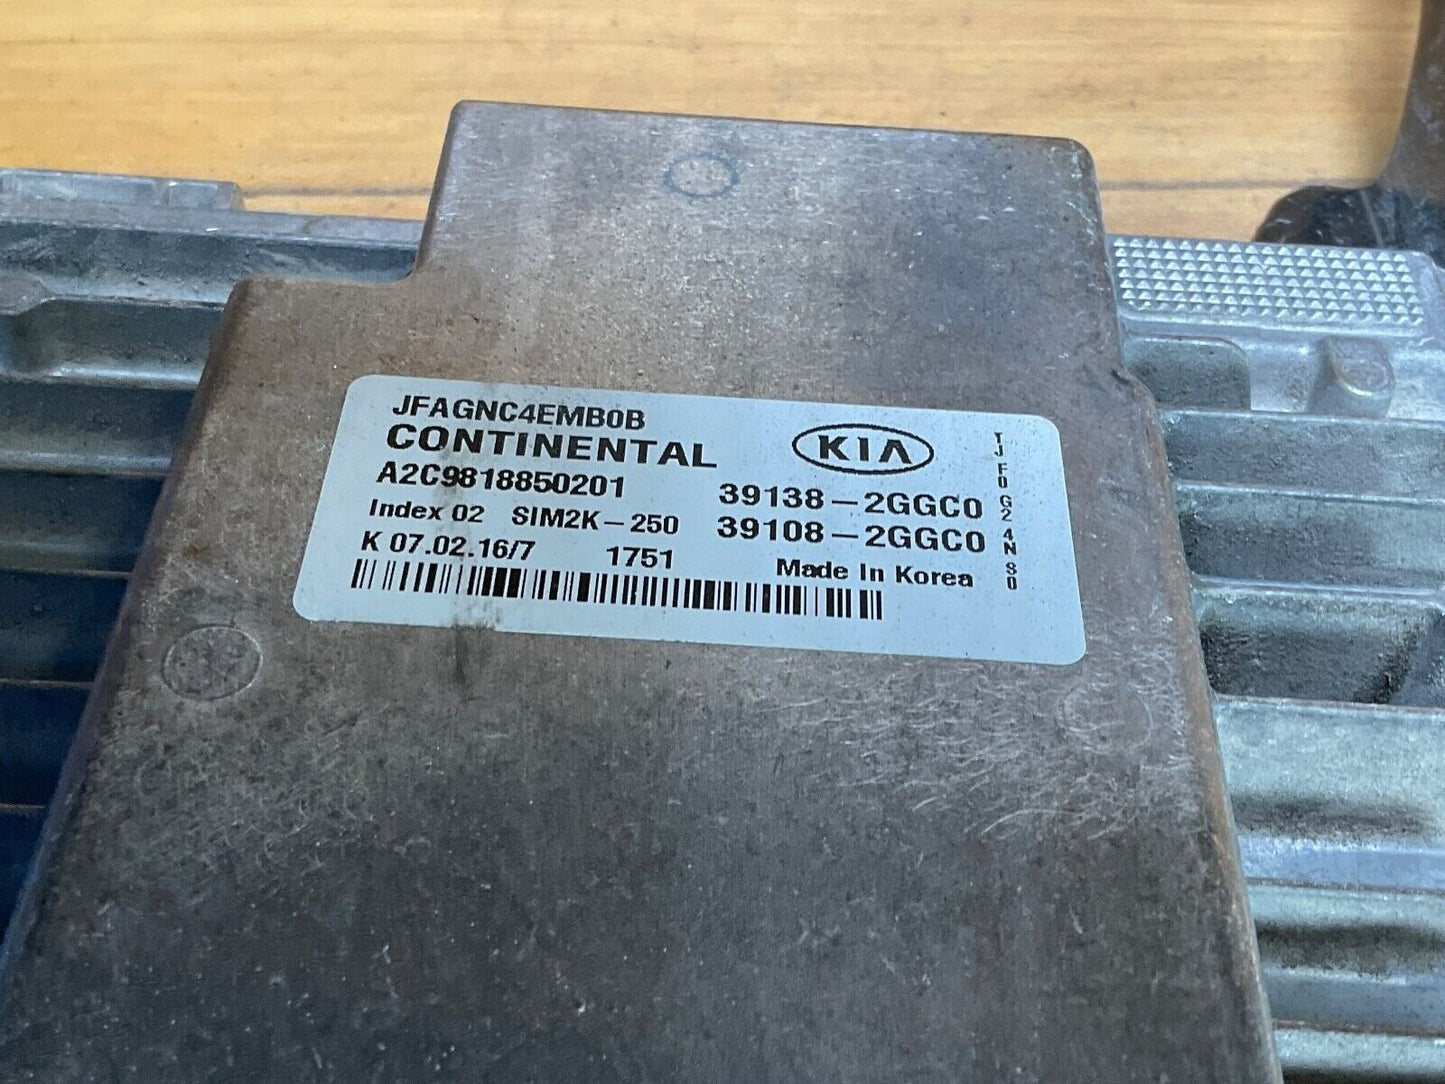 JFAGNC4EMB0B
CONTINENTAL
KIA
A2C9818850201
39138-2GGC0
Index 02 SIM2K-250
39108-2GGC0
K 07.02.16/7 1751
Made In Korea
TJ F0 G2 4N S0